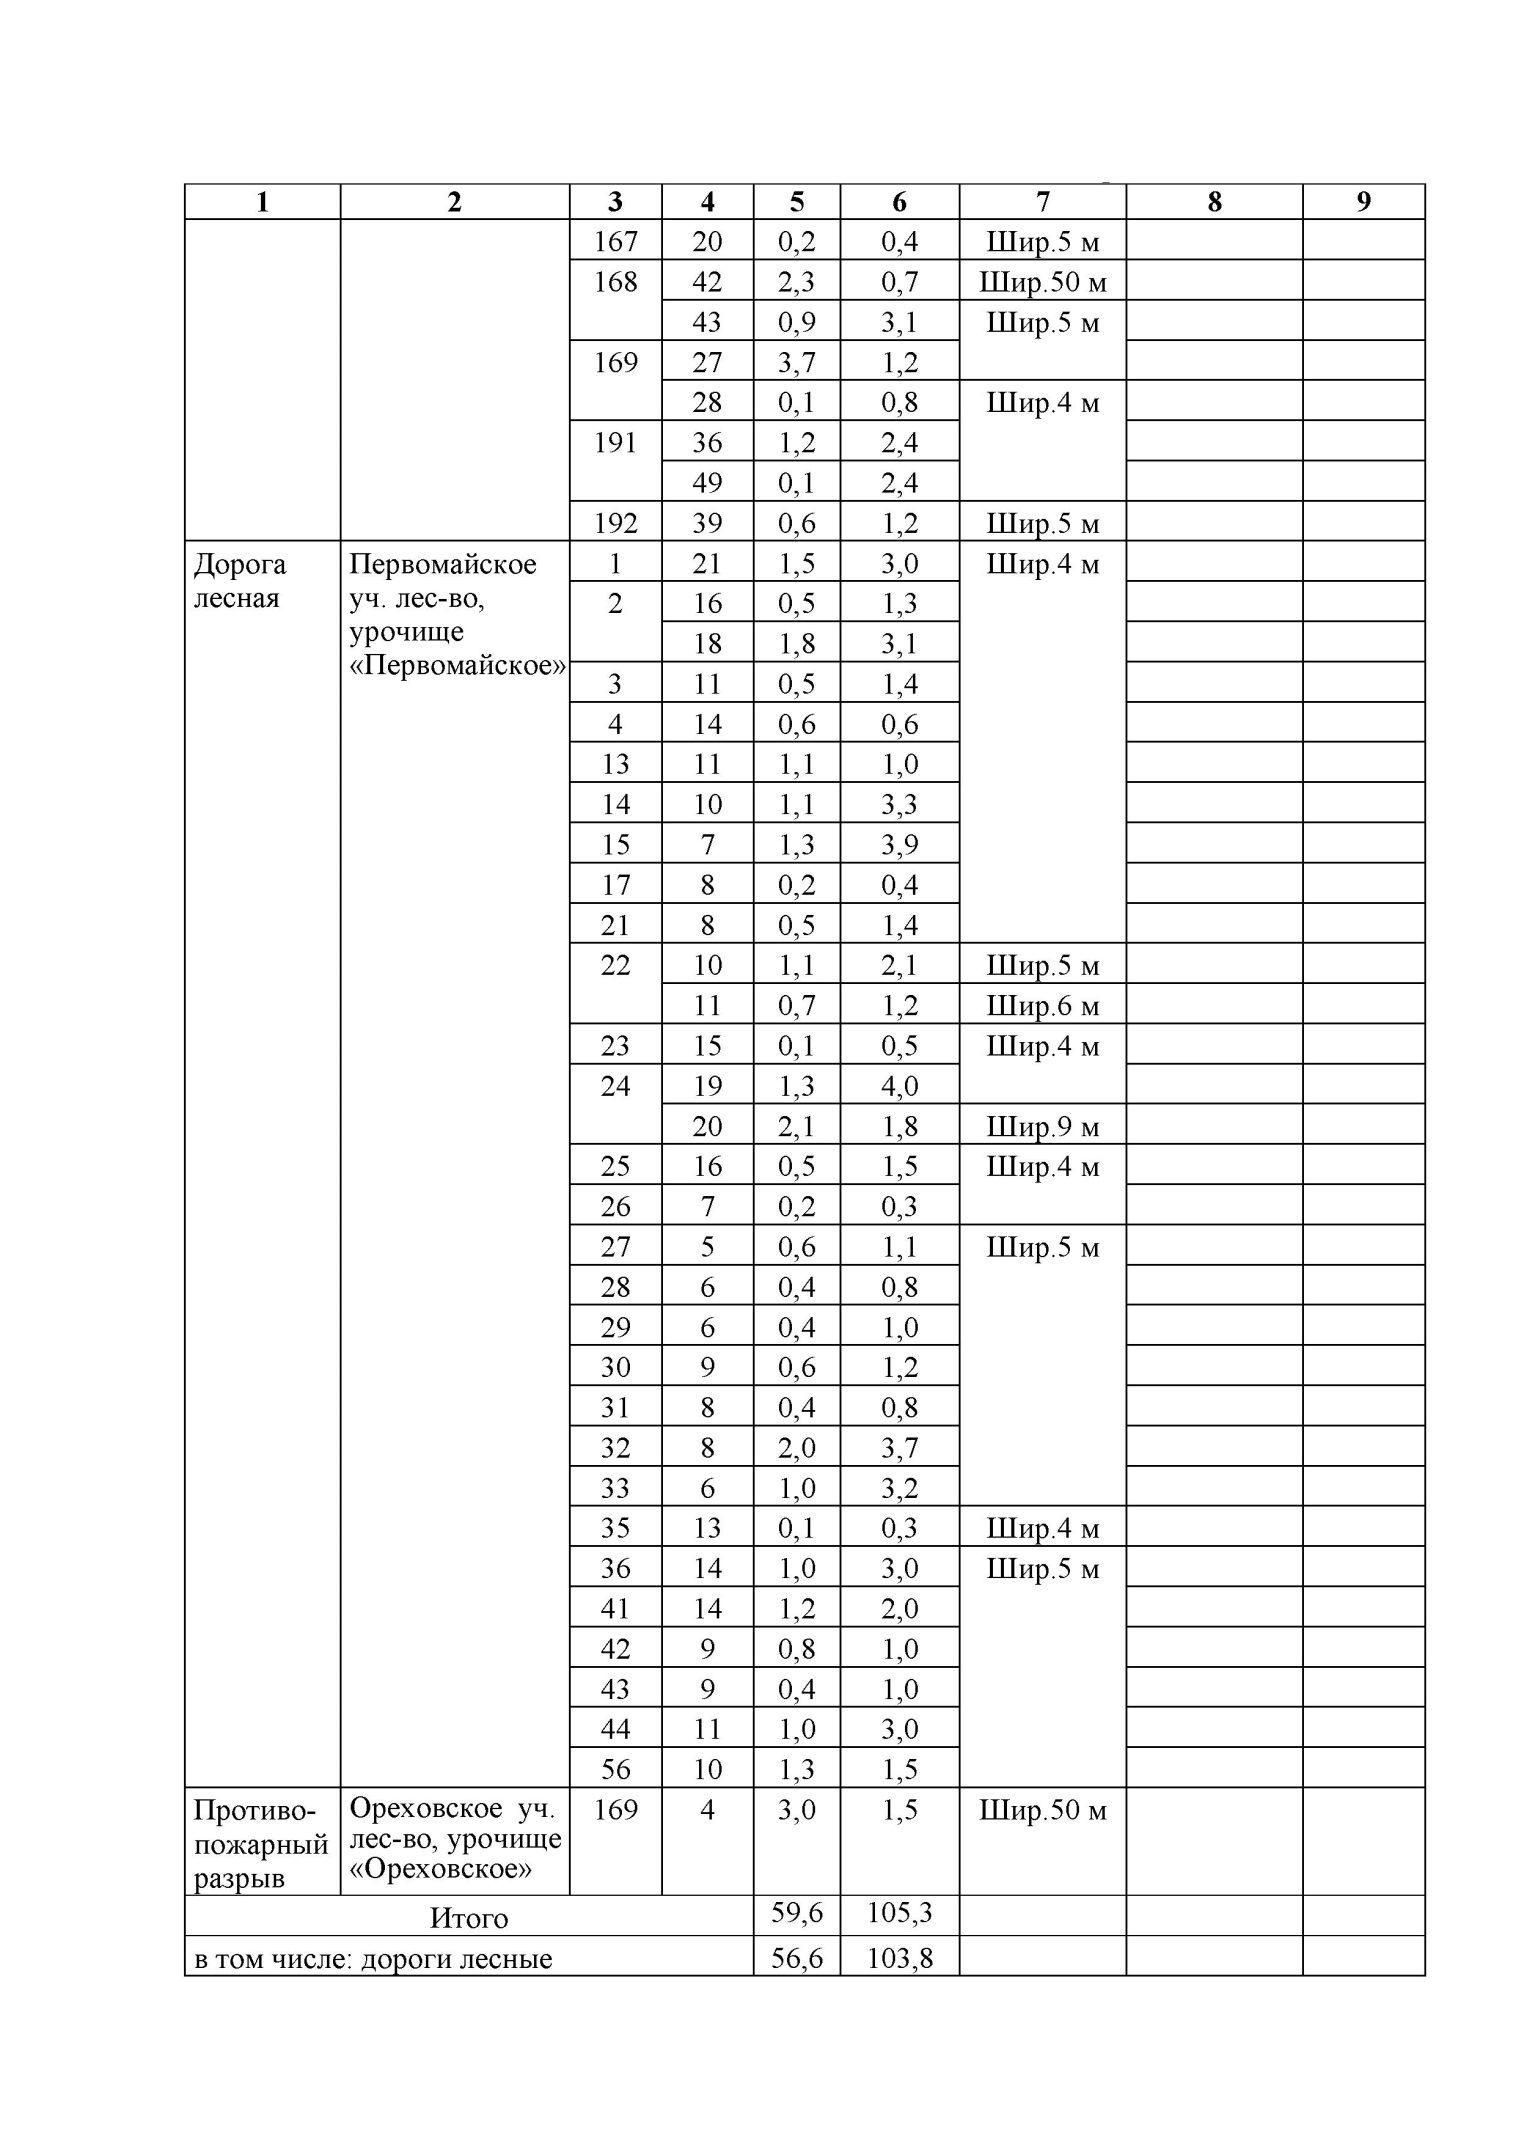 1 2 3 4 5 6 7 8 9
167 20 0,2 0,4 Шир.5 м
168 42 2,3 0,7 Шир.50 м
43 0,9 3,1 Шир.5 м
169 27 3,7 1,2
28 0,1 0,8 Шир.4 м
191 36 1,2 2,4
49 0,1 2,4
192 39 0,6 1,2 Шир.5 м
Дорога Первомайское 1 21 1,5 3,0 Шир.4 м
лесная уч. лес-во, 2 16 0,5 1,3
урочище 18 1,8 3,1
«Первомайское» 3 11 0,5 1,4
4 14 0,6 0,6
13 11 1,1 1,0
14 10 1,1 3,3
15 7 1,3 3,9
17 8 0,2 0,4
21 8 0,5 1,4
22 10 1,1 2,1 Шир.5 м
11 0,7 1,2 Шир.6 м
23 15 0,1 0,5 Шир.4 м
24 19 1,3 4,0
20 2,1 1,8 Шир.9 м
25 16 0,5 1,5 Шир.4 м
26 7 0,2 0,3
27 5 0,6 1,1 Шир.5 м
28 6 0,4 0,8
29 6 0,4 1,0
30 9 0,6 1,2
31 8 0,4 0,8
32 8 2,0 3,7
33 6 1,0 3,2
35 13 0,1 0,3 Шир.4 м
36 14 1,0 3,0 Шир.5 м
41 14 1,2 2,0
42 9 0,8 1,0
43 9 0,4 1,0
44 11 1,0 3,0
56 10 1,3 1,5
Противо- Ореховское уч. 169 4 3,0 1,5 Шир.50 м
пожарный лес-во, урочище
разрыв «Ореховское»
Итого 59,6 105,3
в том числе: дороги лесные 56,6 103,8